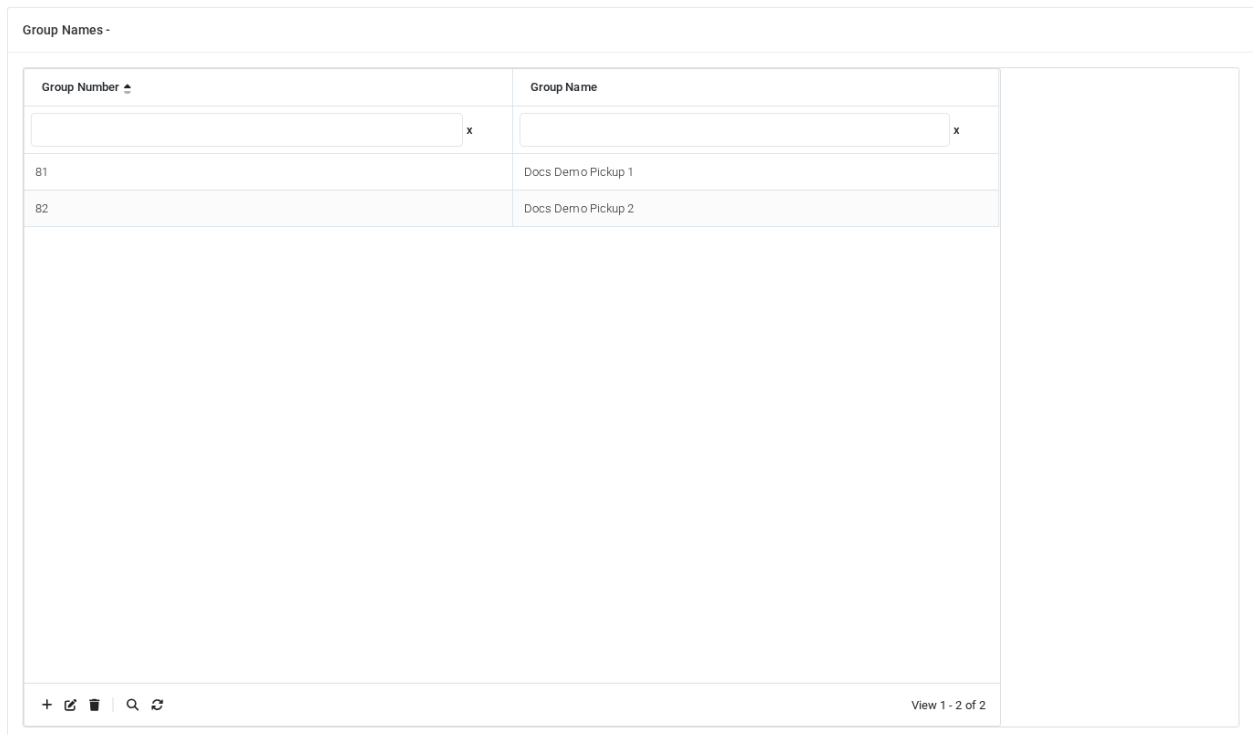 Group Names -
Group Number Group Name
x x
81 Docs Demo Pickup 1
82 Docs Demo Pickup 2
View 1 - 2 of 2